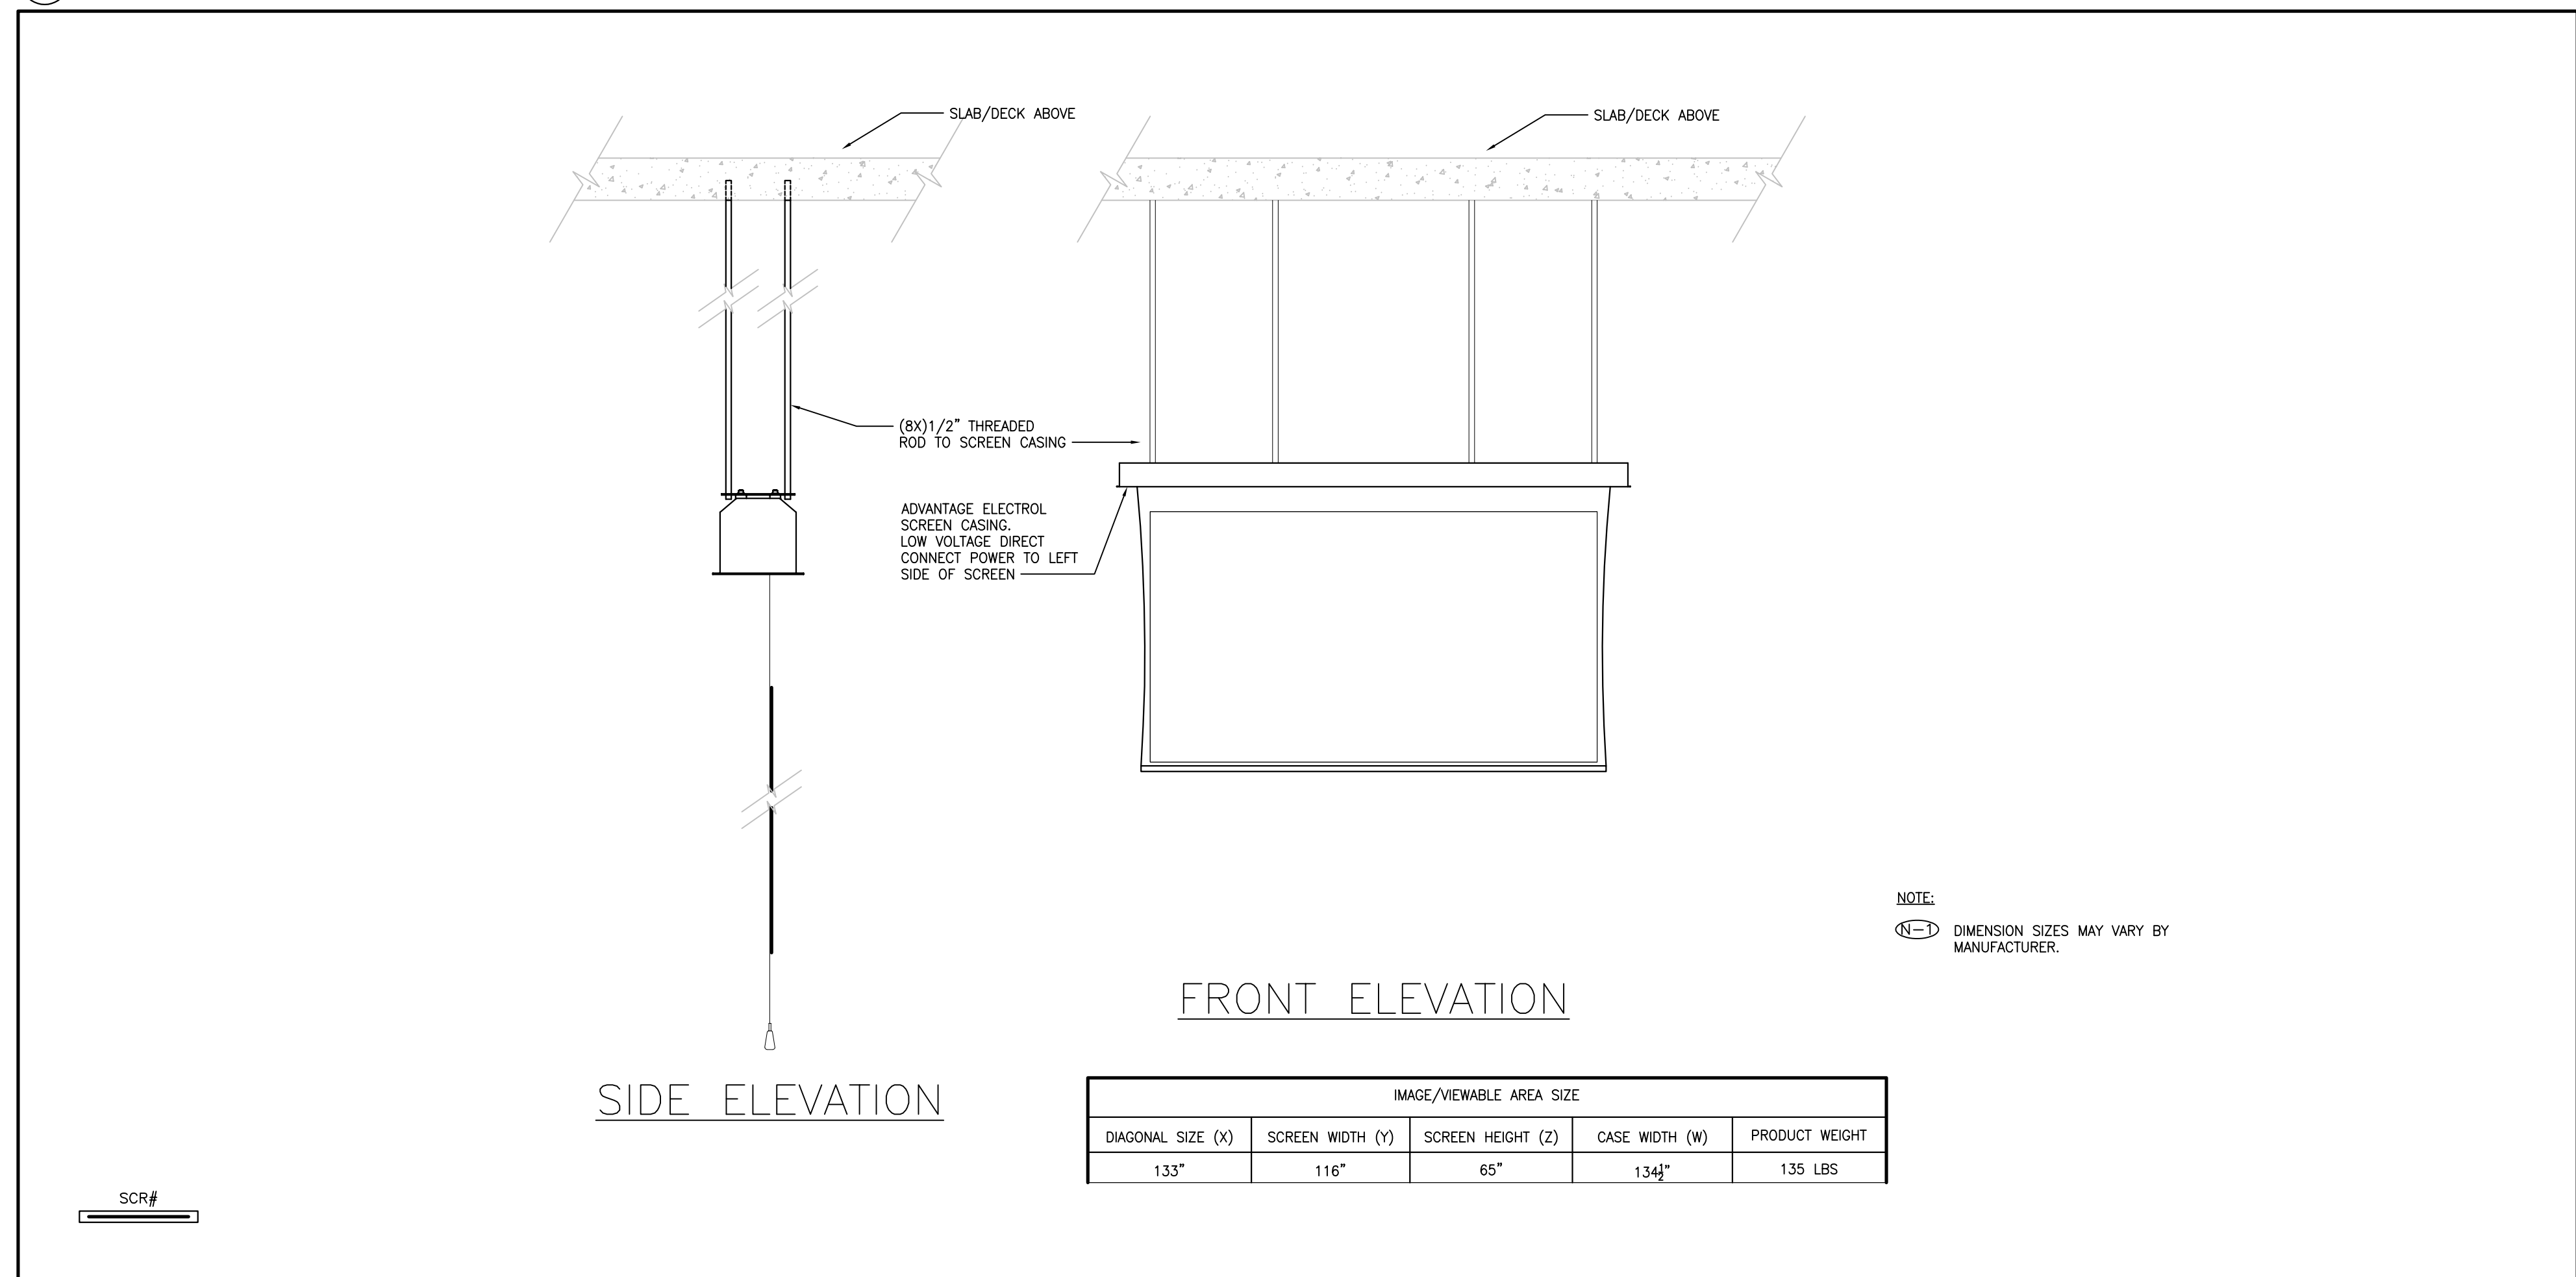 SLAB/DECK ABOVE
SLAB/DECK ABOVE
(8X)1/2" THREADED
ROD TO SCREEN CASING
ADVANTAGE ELECTROL
SCREEN CASING.
LOW VOLTAGE DIRECT
CONNECT POWER TO LEFT
SIDE OF SCREEN
NOTE:
N-1 DIMENSION SIZES MAY VARY BY
MANUFACTURER.
FRONT ELEVATION
SIDE ELEVATION
IMAGE/VIEWABLE AREA SIZE
DIAGONAL SIZE (X) SCREEN WIDTH (Y) SCREEN HEIGHT (Z) CASE WIDTH (W) PRODUCT WEIGHT
133" 116" 65" 134½" 135 LBS
SCR#